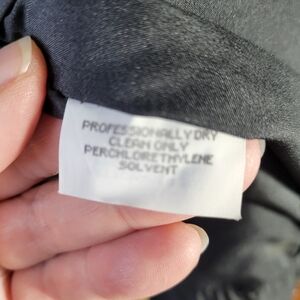 PROFESSIONALLY DRY
CLEAN ONLY
PERCHLORETHYLENE
SOLVENT